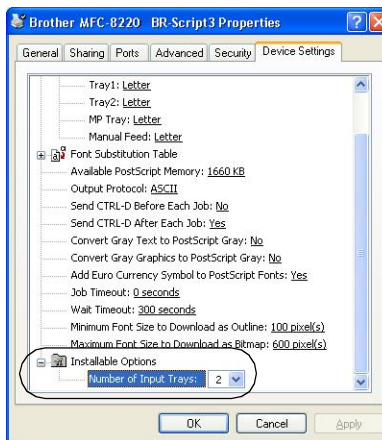 Brother MFC-8220 BR-Script3 Properties
General Sharing Ports Advanced Security Device Settings
Tray1: Letter
Tray2: Letter
MP Tray: Letter
Manual Feed: Letter
Font Substitution Table
Available PostScript Memory: 1660 KB
Output Protocol: ASCII
Send CTRL-D Before Each Job: No
Send CTRL-D After Each Job: Yes
Convert Gray Text to PostScript Gray: No
Convert Gray Graphics to PostScript Gray: No
Add Euro Currency Symbol to PostScript Fonts: Yes
Job Timeout: 0 seconds
Wait Timeout: 300 seconds
Minimum Font Size to Download as Outline: 100 pixel(s)
Maximum Font Size to Download as Bitmap: 600 pixel(s)
Installable Options
Number of Input Trays: 2
OK Cancel Apply